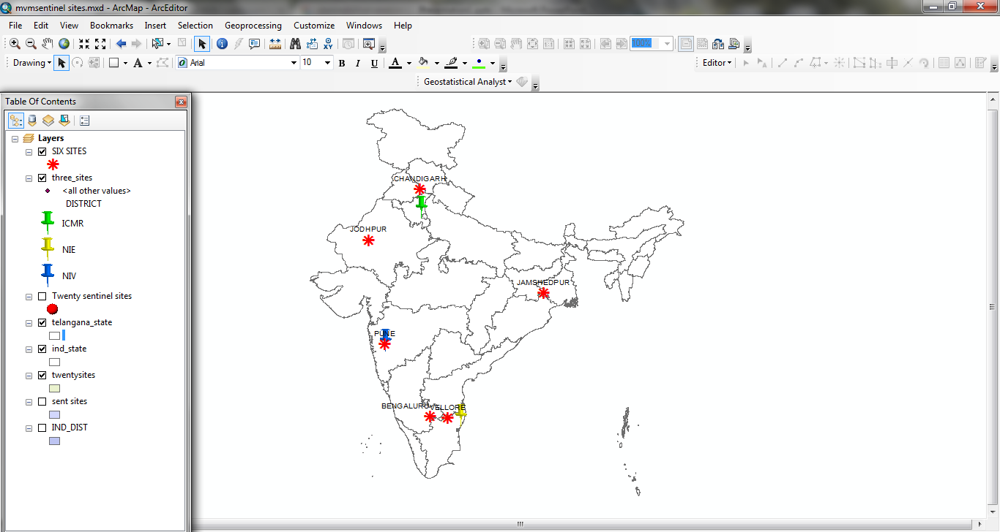 mvmsentinel sites.mxd - ArcMap - ArcEditor
File Edit View Bookmarks Insert Selection Geoprocessing Customize Windows Help
100%
Drawing Arial 10 B I U A Editor
Geostatistical Analyst
Table Of Contents
Layers
SIX SITES
three_sites
<all other values>
DISTRICT
ICMR
NIE
NIV
Twenty sentinel sites
telangana_state
ind_state
twentysites
sent sites
IND_DIST
CHANDIGARH
JODHPUR
JAMSHEDPUR
PUNE
BENGALURU
VELLORE